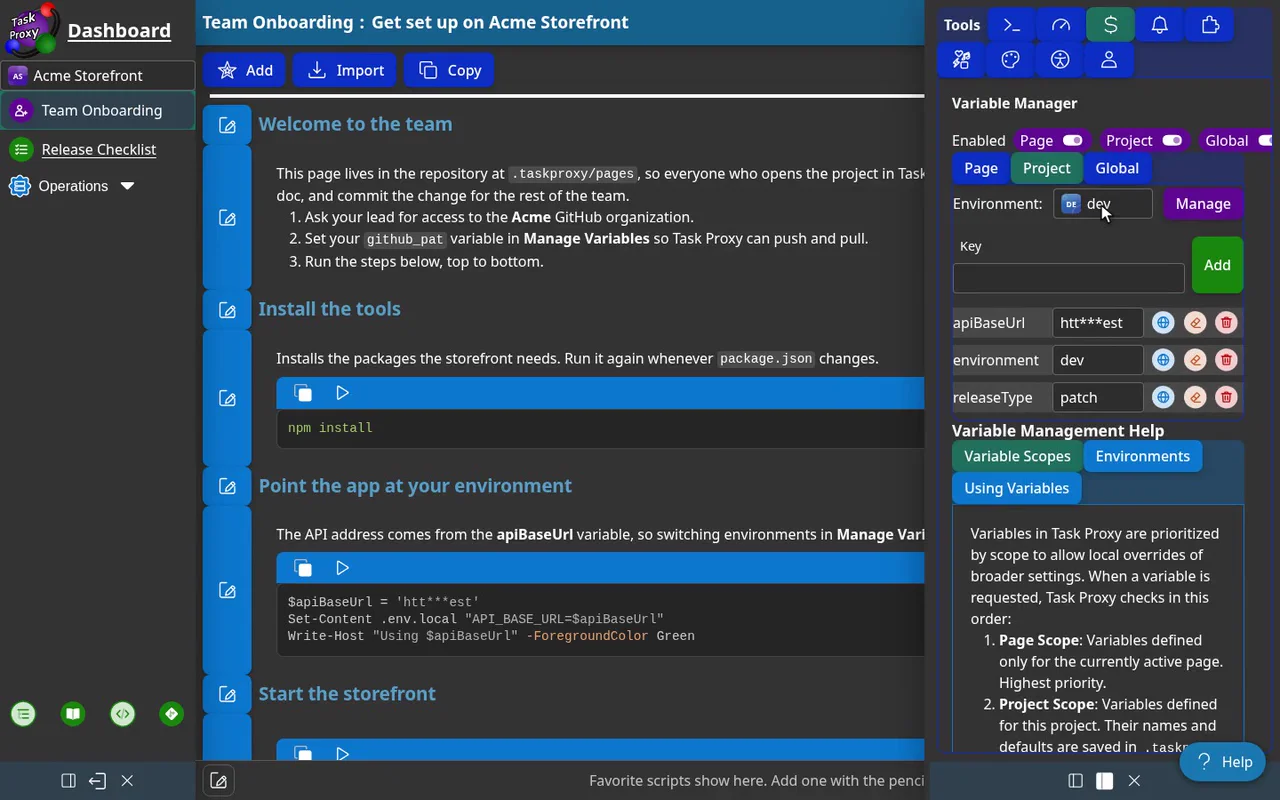 Task Proxy
Dashboard
AS Acme Storefront
Team Onboarding
Release Checklist
Operations
Team Onboarding : Get set up on Acme Storefront
Add
Import
Copy
Welcome to the team
This page lives in the repository at .taskproxy/pages, so everyone who opens the project in Task
doc, and commit the change for the rest of the team.
1. Ask your lead for access to the Acme GitHub organization.
2. Set your github_pat variable in Manage Variables so Task Proxy can push and pull.
3. Run the steps below, top to bottom.
Install the tools
Installs the packages the storefront needs. Run it again whenever package.json changes.
npm install
Point the app at your environment
The API address comes from the apiBaseUrl variable, so switching environments in Manage Vari
$apiBaseUrl = 'htt***est'
Set-Content .env.local "API_BASE_URL=$apiBaseUrl"
Write-Host "Using $apiBaseUrl" -ForegroundColor Green
Start the storefront
Favorite scripts show here. Add one with the penci
Tools
Variable Manager
Enabled Page Project Global
Page Project Global
Environment: DE dev Manage
Key
Add
apiBaseUrl htt***est
environment dev
releaseType patch
Variable Management Help
Variable Scopes Environments
Using Variables
Variables in Task Proxy are prioritized
by scope to allow local overrides of
broader settings. When a variable is
requested, Task Proxy checks in this
order:
1. Page Scope: Variables defined
only for the currently active page.
Highest priority.
2. Project Scope: Variables defined
for this project. Their names and
defaults are saved in .taskp
Help